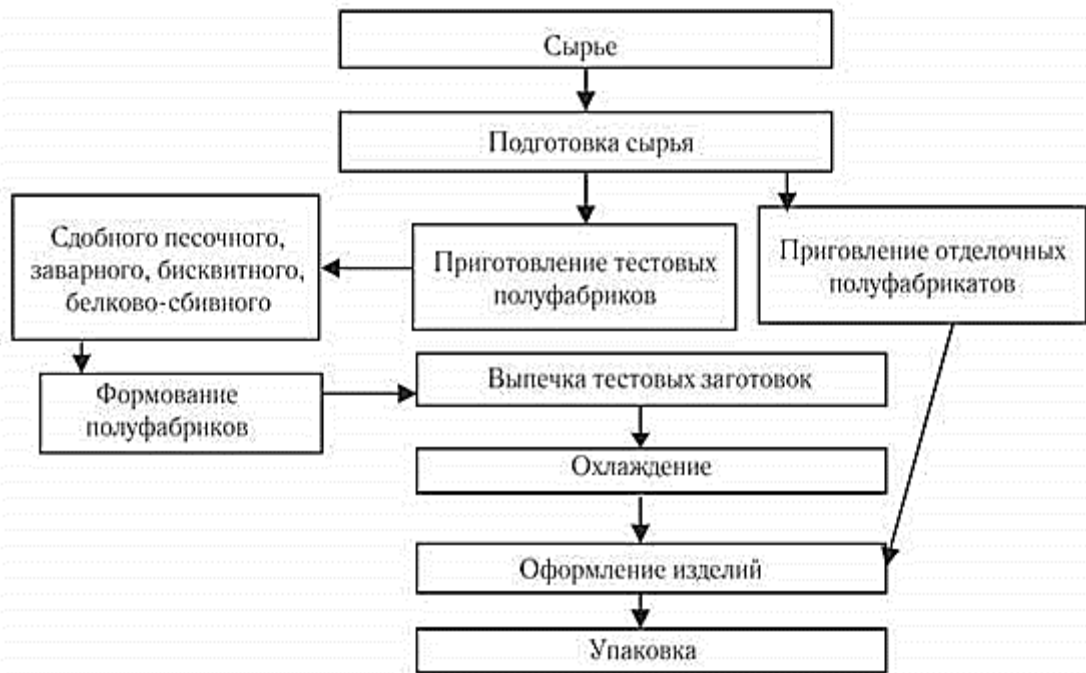 Сырье
Подготовка сырья
Сдобного песочного,
заварного, бисквитного,
белково-сбивного
Приготовление тестовых
полуфабриков
Приговление отделочных
полуфабрикатов
Формование
полуфабриков
Выпечка тестовых заготовок
Охлаждение
Оформление изделий
Упаковка